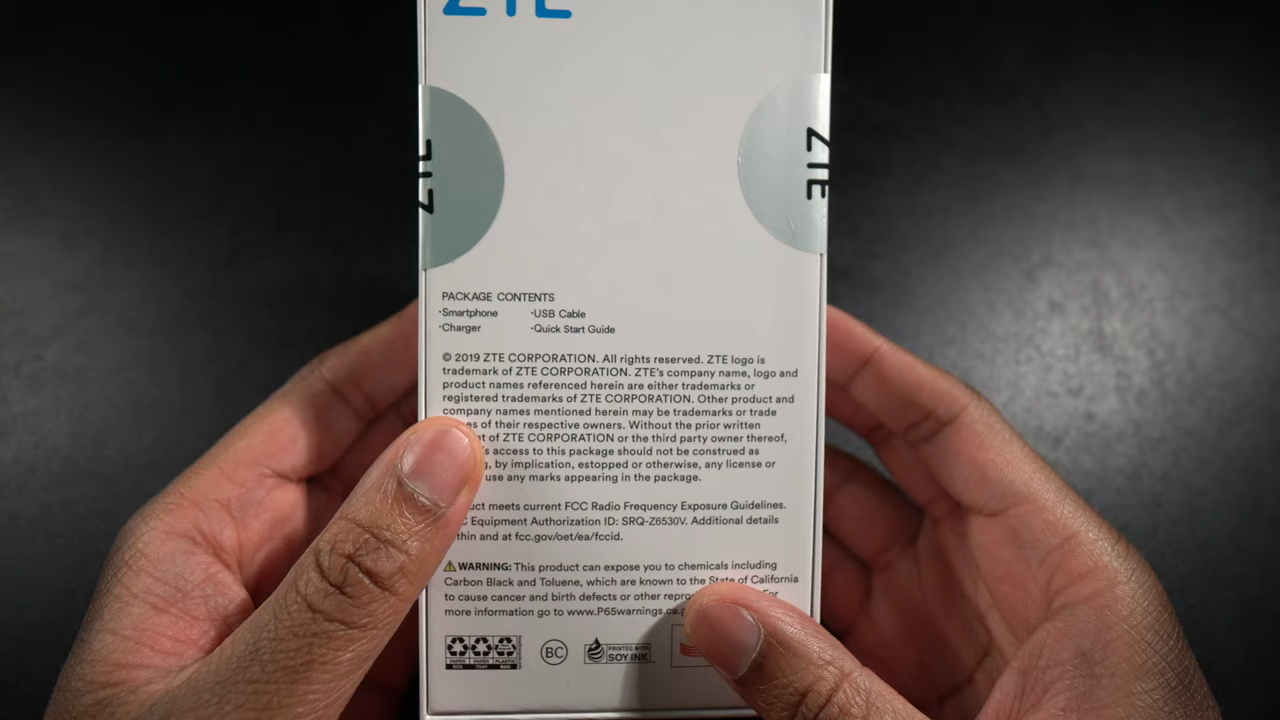 ZTE
ZTE
ZTE
PACKAGE CONTENTS
·Smartphone ·USB Cable
·Charger ·Quick Start Guide
© 2019 ZTE CORPORATION. All rights reserved. ZTE logo is
trademark of ZTE CORPORATION. ZTE's company name, logo and
product names referenced herein are either trademarks or
registered trademarks of ZTE CORPORATION. Other product and
company names mentioned herein may be trademarks or trade
of their respective owners. Without the prior written
of ZTE CORPORATION or the third party owner thereof,
access to this package should not be construed as
by implication, estopped or otherwise, any license or
use any marks appearing in the package.
meets current FCC Radio Frequency Exposure Guidelines.
Equipment Authorization ID: SRQ-Z6530V. Additional details
and at fcc.gov/oet/ea/fccid.
WARNING: This product can expose you to chemicals including
Carbon Black and Toluene, which are known to the State of California
to cause cancer and birth defects or other For
more information go to www.P65warnings.ca.g
PAPER PAPER PLASTIC
BOX TRAY BAG
BC
PRINTED WITH
SOY INK